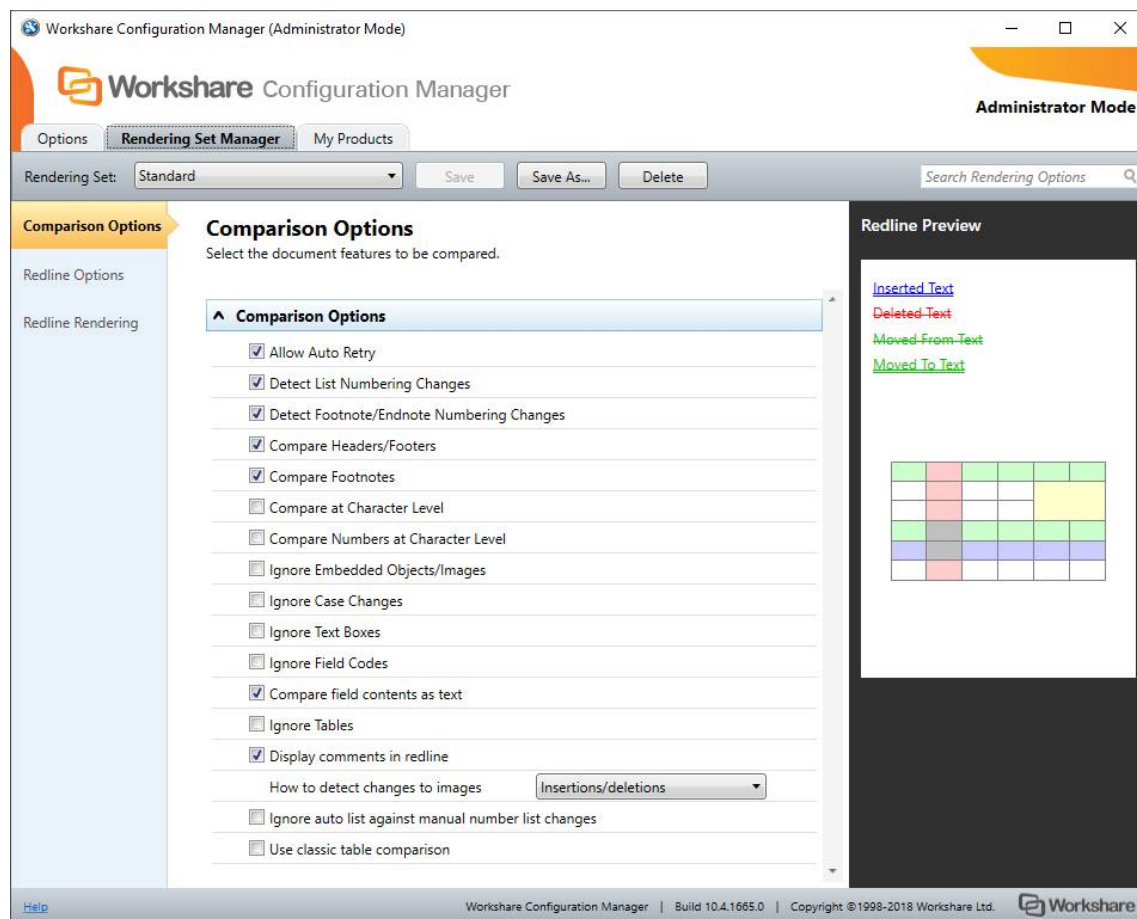 Workshare Configuration Manager (Administrator Mode)
Workshare Configuration Manager
Administrator Mode
Options Rendering Set Manager My Products
Rendering Set: Standard Save Save As... Delete Search Rendering Options
Comparison Options
Redline Options
Redline Rendering
Comparison Options
Select the document features to be compared.
Comparison Options
Allow Auto Retry
Detect List Numbering Changes
Detect Footnote/Endnote Numbering Changes
Compare Headers/Footers
Compare Footnotes
Compare at Character Level
Compare Numbers at Character Level
Ignore Embedded Objects/Images
Ignore Case Changes
Ignore Text Boxes
Ignore Field Codes
Compare field contents as text
Ignore Tables
Display comments in redline
How to detect changes to images Insertions/deletions
Ignore auto list against manual number list changes
Use classic table comparison
Redline Preview
Inserted Text
Deleted Text
Moved From Text
Moved To Text
Help Workshare Configuration Manager | Build 10.4.1665.0 | Copyright ©1998-2018 Workshare Ltd. Workshare